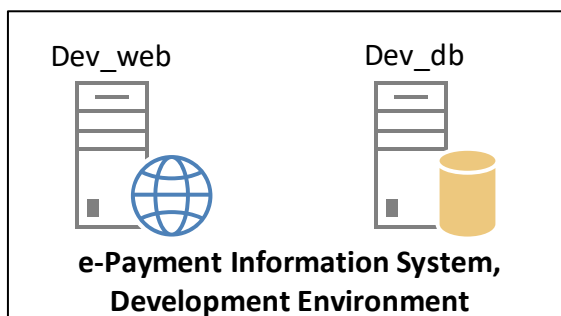 Dev_web Dev_db
e-Payment Information System,
Development Environment